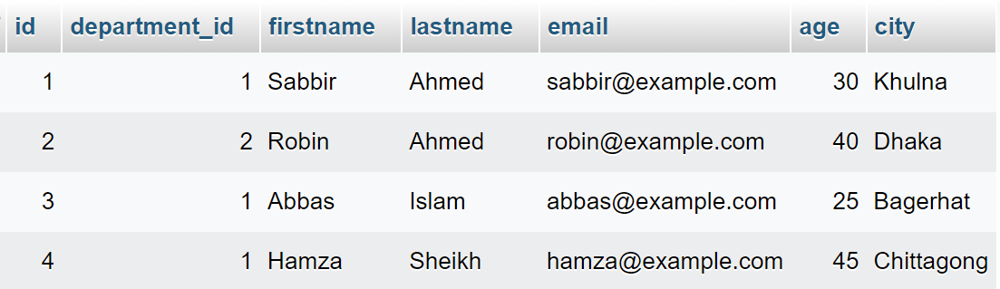 id department_id firstname lastname email age city
1 1 Sabbir Ahmed sabbir@example.com 30 Khulna
2 2 Robin Ahmed robin@example.com 40 Dhaka
3 1 Abbas Islam abbas@example.com 25 Bagerhat
4 1 Hamza Sheikh hamza@example.com 45 Chittagong